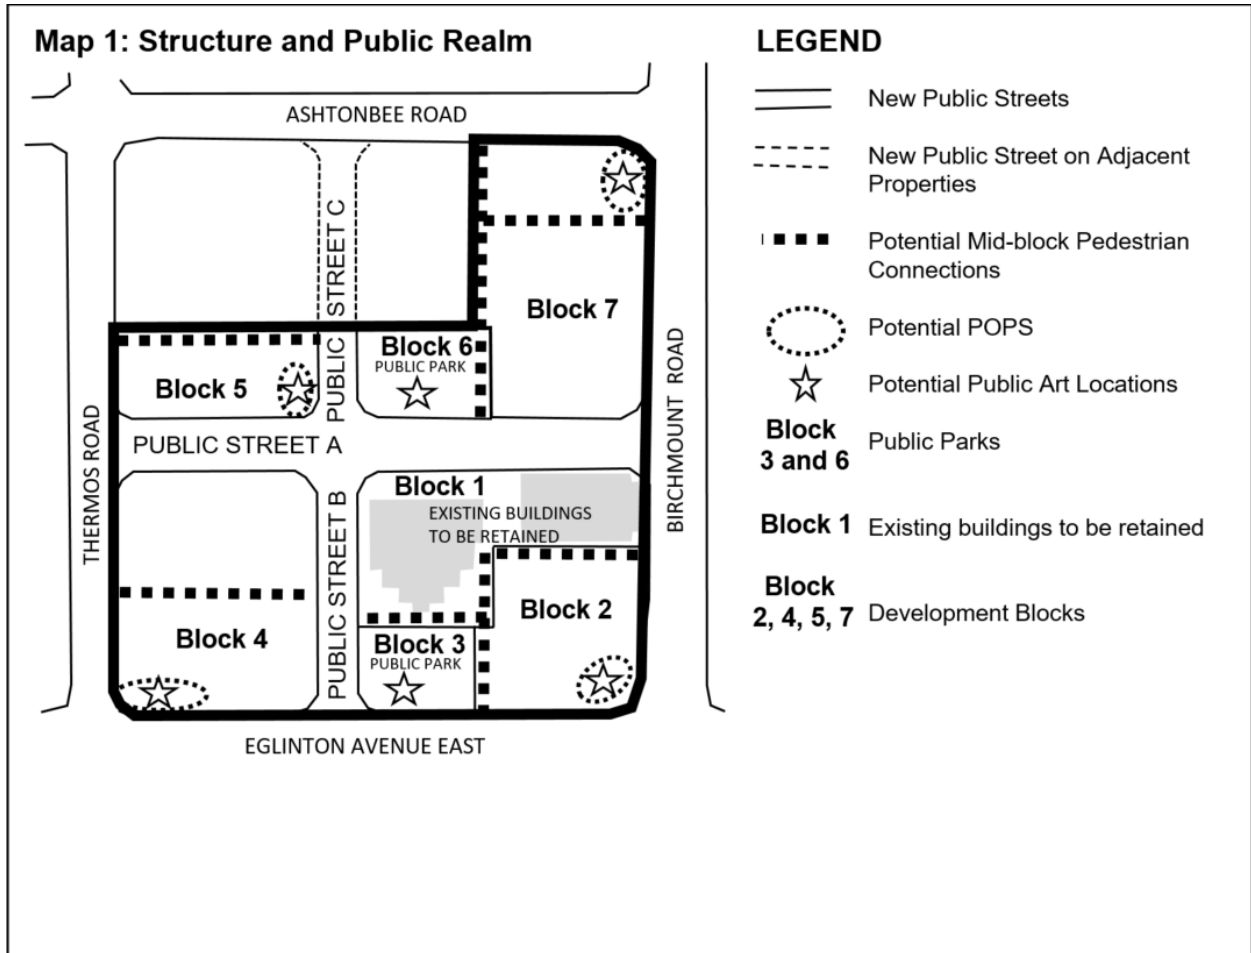 Map 1: Structure and Public Realm
ASHTONBEE ROAD
PUBLIC STREET C
Block 7
Block 6
PUBLIC PARK
Block 5
PUBLIC STREET A
THERMOS ROAD
BIRCHMOUNT ROAD
Block 1
EXISTING BUILDINGS
TO BE RETAINED
PUBLIC STREET B
Block 2
Block 4
Block 3
PUBLIC PARK
EGLINTON AVENUE EAST
LEGEND
New Public Streets
New Public Street on Adjacent
Properties
Potential Mid-block Pedestrian
Connections
Potential POPS
Potential Public Art Locations
Block
3 and 6
Public Parks
Block 1
Existing buildings to be retained
Block
2, 4, 5, 7
Development Blocks